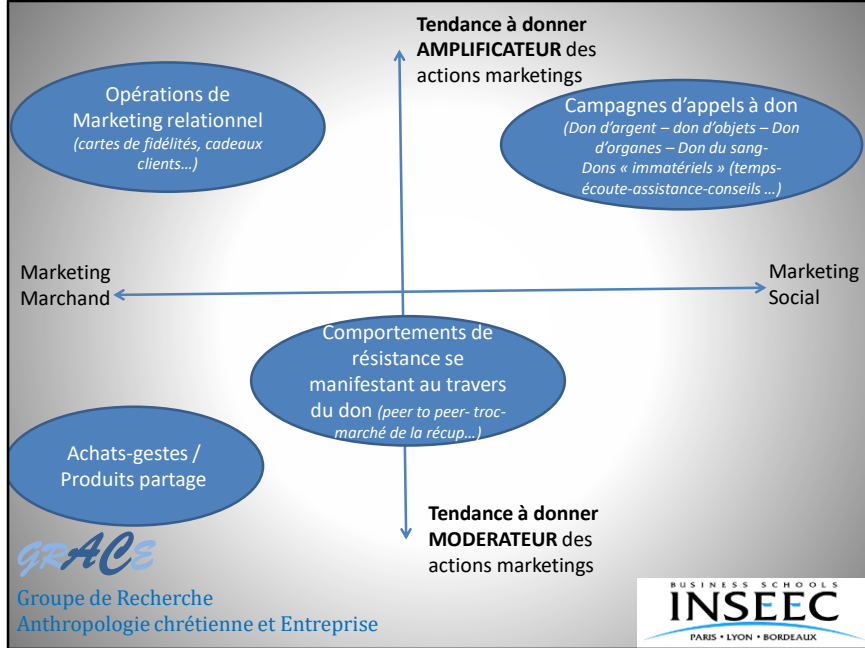 Tendance à donner
AMPLIFICATEUR des
actions marketings
Opérations de
Marketing relationnel
(cartes de fidélités, cadeaux
clients…)
Campagnes d'appels à don
(Don d'argent – don d'objets – Don
d'organes – Don du sang-
Dons « immatériels » (temps-
écoute-assistance-conseils …)
Marketing
Marchand
Marketing
Social
Comportements de
résistance se
manifestant au travers
du don (peer to peer- troc-
marché de la récup…)
Achats-gestes /
Produits partage
Tendance à donner
MODERATEUR des
actions marketings
GRACE
Groupe de Recherche
Anthropologie chrétienne et Entreprise
BUSINESS SCHOOLS
INSEEC
PARIS • LYON • BORDEAUX